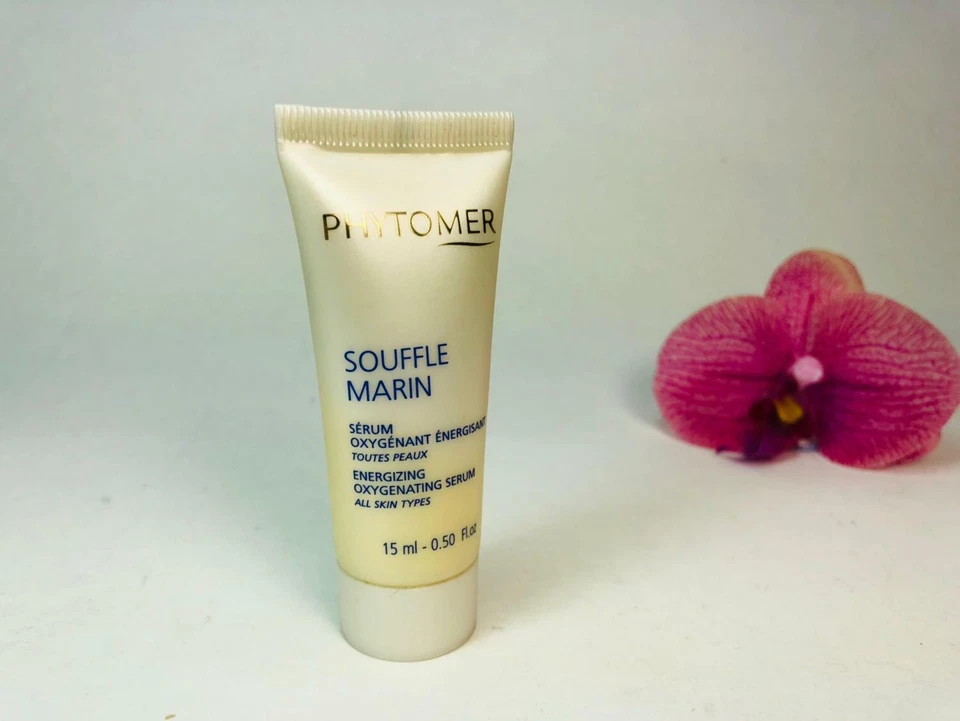 PHYTOMER
SOUFFLE
MARIN
SÉRUM
OXYGÉNANT ÉNERGISANT
TOUTES PEAUX
ENERGIZING
OXYGENATING SERUM
ALL SKIN TYPES
15 ml - 0.50 Fl.oz